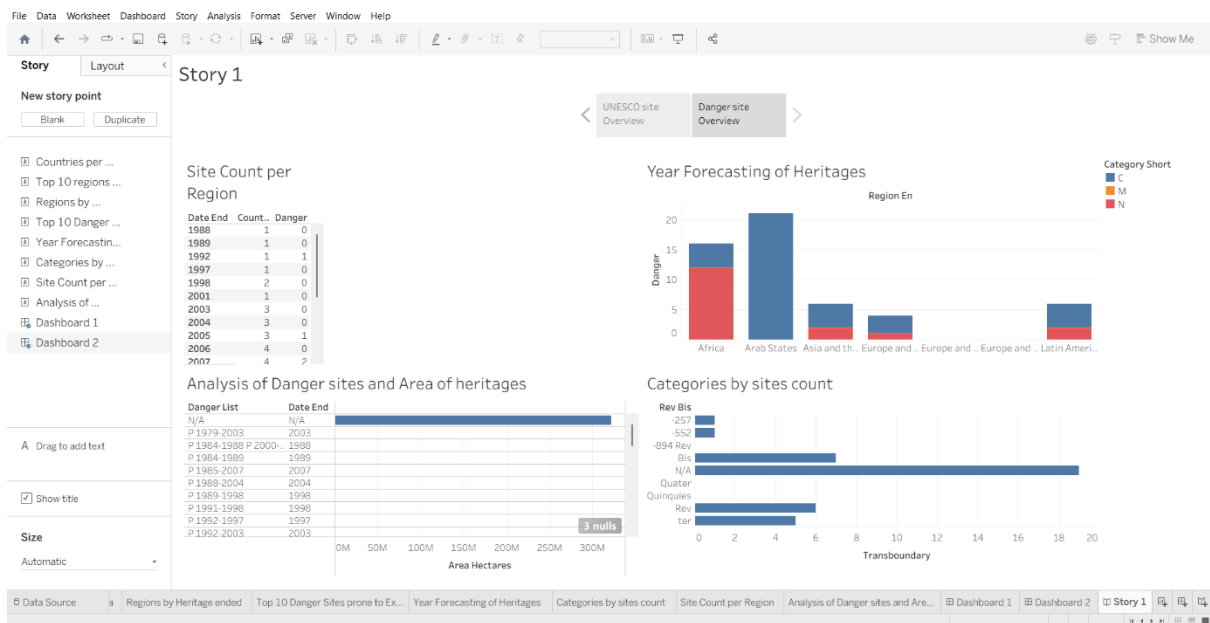 File Data Worksheet Dashboard Story Analysis Format Server Window Help
Show Me
Story Layout
New story point
Blank Duplicate
Countries per ...
Top 10 regions ...
Regions by ...
Top 10 Danger ...
Year Forecastin...
Categories by ...
Site Count per ...
Analysis of ...
Dashboard 1
Dashboard 2
A Drag to add text
Show title
Size
Automatic
Story 1
UNESCO site Overview
Danger site Overview
Site Count per
Region
Date End Count.. Danger
1988 1 0
1989 1 0
1992 1 1
1997 1 0
1998 2 0
2001 1 0
2003 3 0
2004 3 0
2005 3 1
2006 4 0
2007 4 2
Year Forecasting of Heritages
Region En
Danger
20
15
10
5
0
Africa Arab States Asia and th.. Europe and .. Europe and .. Europe and .. Latin Ameri..
Category Short
C
M
N
Analysis of Danger sites and Area of heritages
Danger List Date End
N/A N/A
P 1979-2003 2003
P 1984-1988 P 2000-.. 1988
P 1984-1989 1989
P 1985-2007 2007
P 1988-2004 2004
P 1989-1998 1998
P 1991-1998 1998
P 1992-1997 1997
P 1992-2003 2003
3 nulls
0M 50M 100M 150M 200M 250M 300M
Area Hectares
Categories by sites count
Rev Bis
-257
-552
-894 Rev
Bis
N/A
Quater
Quinquies
Rev
ter
0 2 4 6 8 10 12 14 16 18 20
Transboundary
Data Source a Regions by Heritage ended Top 10 Danger Sites prone to Ex... Year Forecasting of Heritages Categories by sites count Site Count per Region Analysis of Danger sites and Are... Dashboard 1 Dashboard 2 Story 1